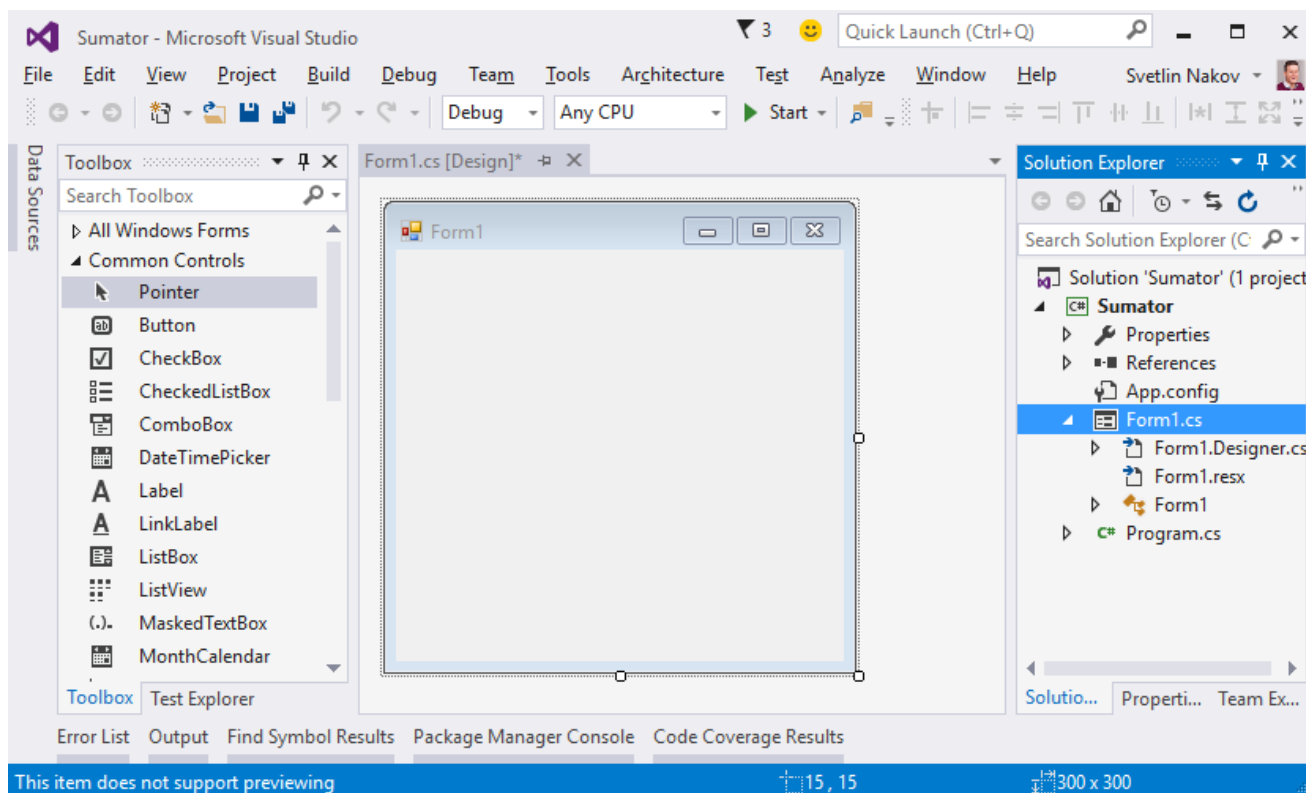 Sumator - Microsoft Visual Studio
3
Quick Launch (Ctrl+Q)
File Edit View Project Build Debug Team Tools Architecture Test Analyze Window Help Svetlin Nakov
Debug Any CPU Start
Data Sources
Toolbox
Search Toolbox
All Windows Forms
Common Controls
Pointer
Button
CheckBox
CheckedListBox
ComboBox
DateTimePicker
Label
LinkLabel
ListBox
ListView
MaskedTextBox
MonthCalendar
Toolbox Test Explorer
Form1.cs [Design]*
Form1
Solution Explorer
Search Solution Explorer (C
Solution 'Sumator' (1 project
C# Sumator
Properties
References
App.config
Form1.cs
Form1.Designer.cs
Form1.resx
Form1
C# Program.cs
Solutio... Properti... Team Ex...
Error List Output Find Symbol Results Package Manager Console Code Coverage Results
This item does not support previewing 15 , 15 300 x 300